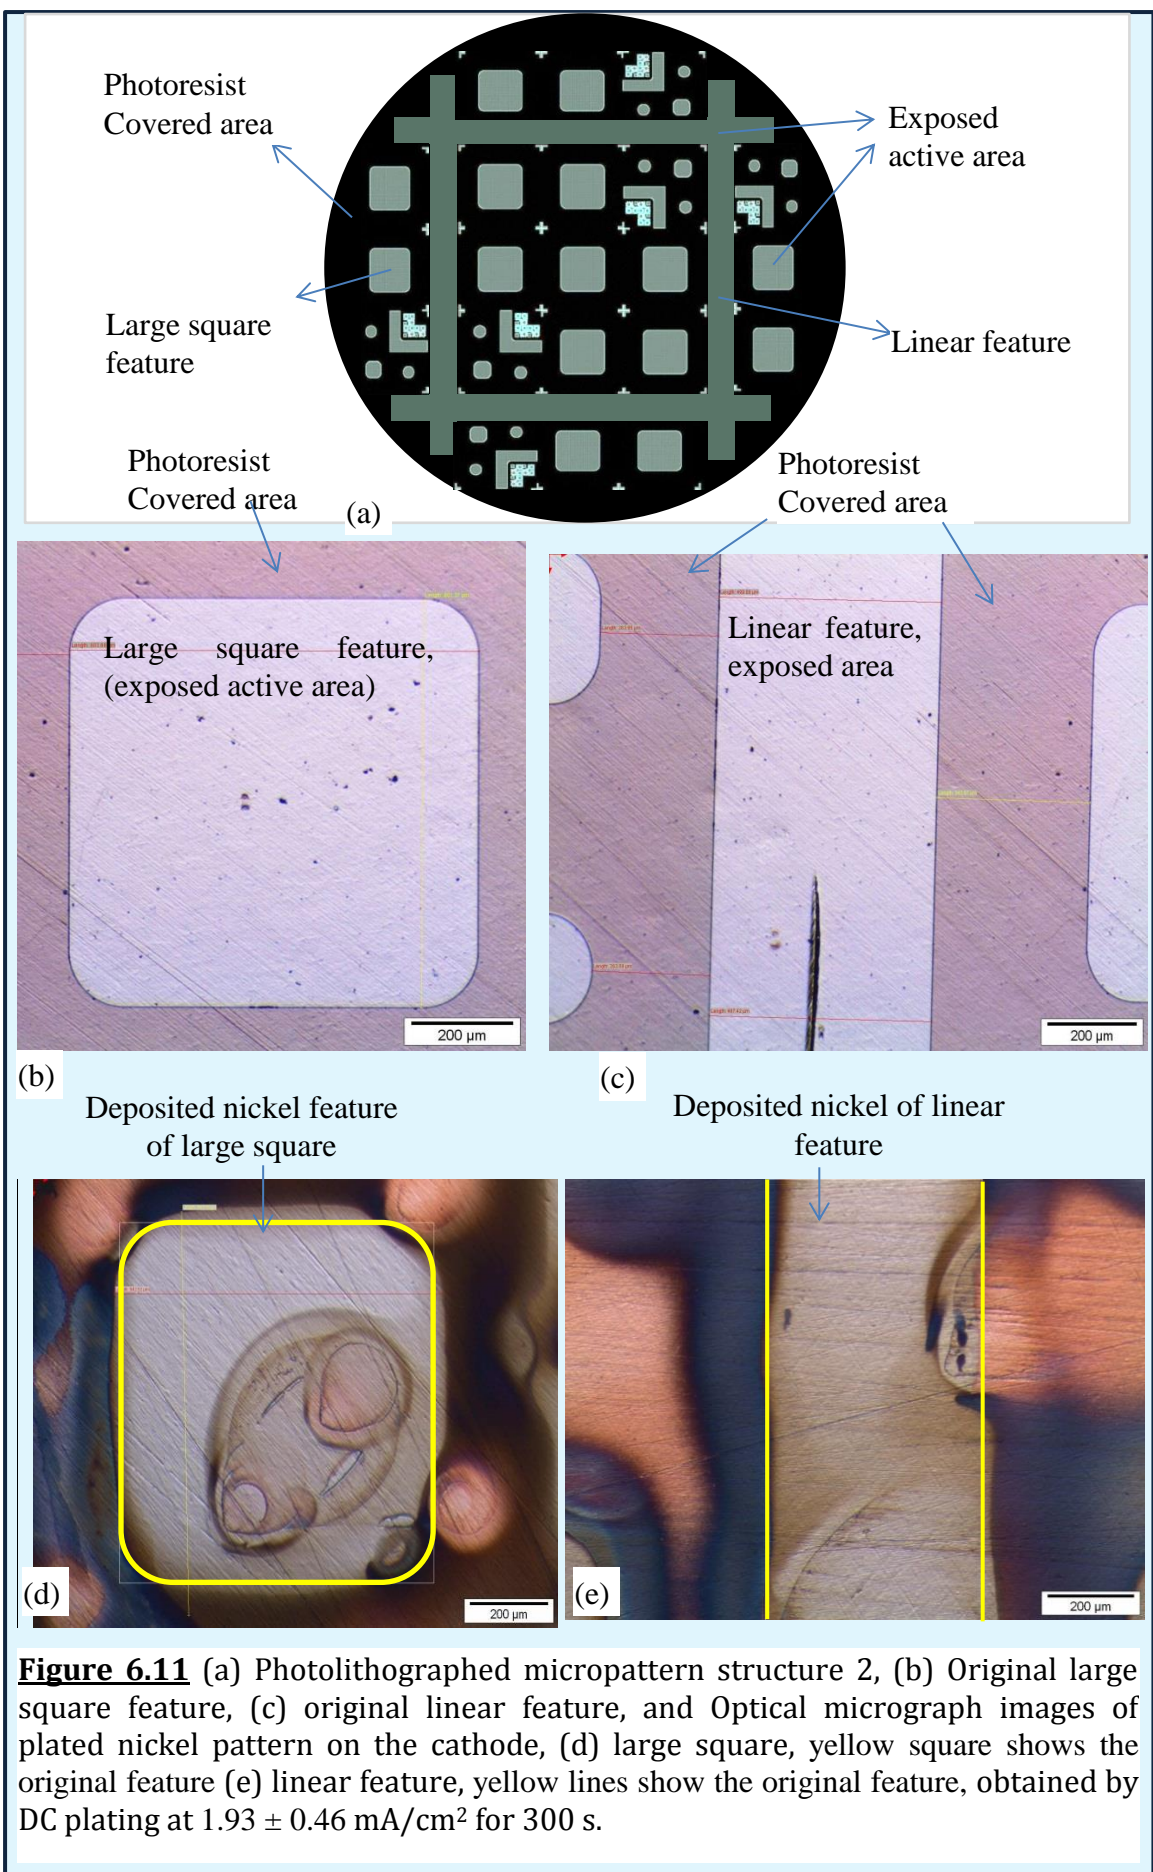 Photoresist
Covered area
Exposed
active area
Large square
feature
Linear feature
Photoresist
Covered area
(a)
Photoresist
Covered area
Large square feature,
(exposed active area)
200 µm
(b)
Linear feature,
exposed area
200 µm
(c)
Deposited nickel feature
of large square
Deposited nickel of linear
feature
(d)
200 µm
(e)
200 µm
Figure 6.11 (a) Photolithographed micropattern structure 2, (b) Original large
square feature, (c) original linear feature, and Optical micrograph images of
plated nickel pattern on the cathode, (d) large square, yellow square shows the
original feature (e) linear feature, yellow lines show the original feature, obtained by
DC plating at 1.93 ± 0.46 mA/cm² for 300 s.